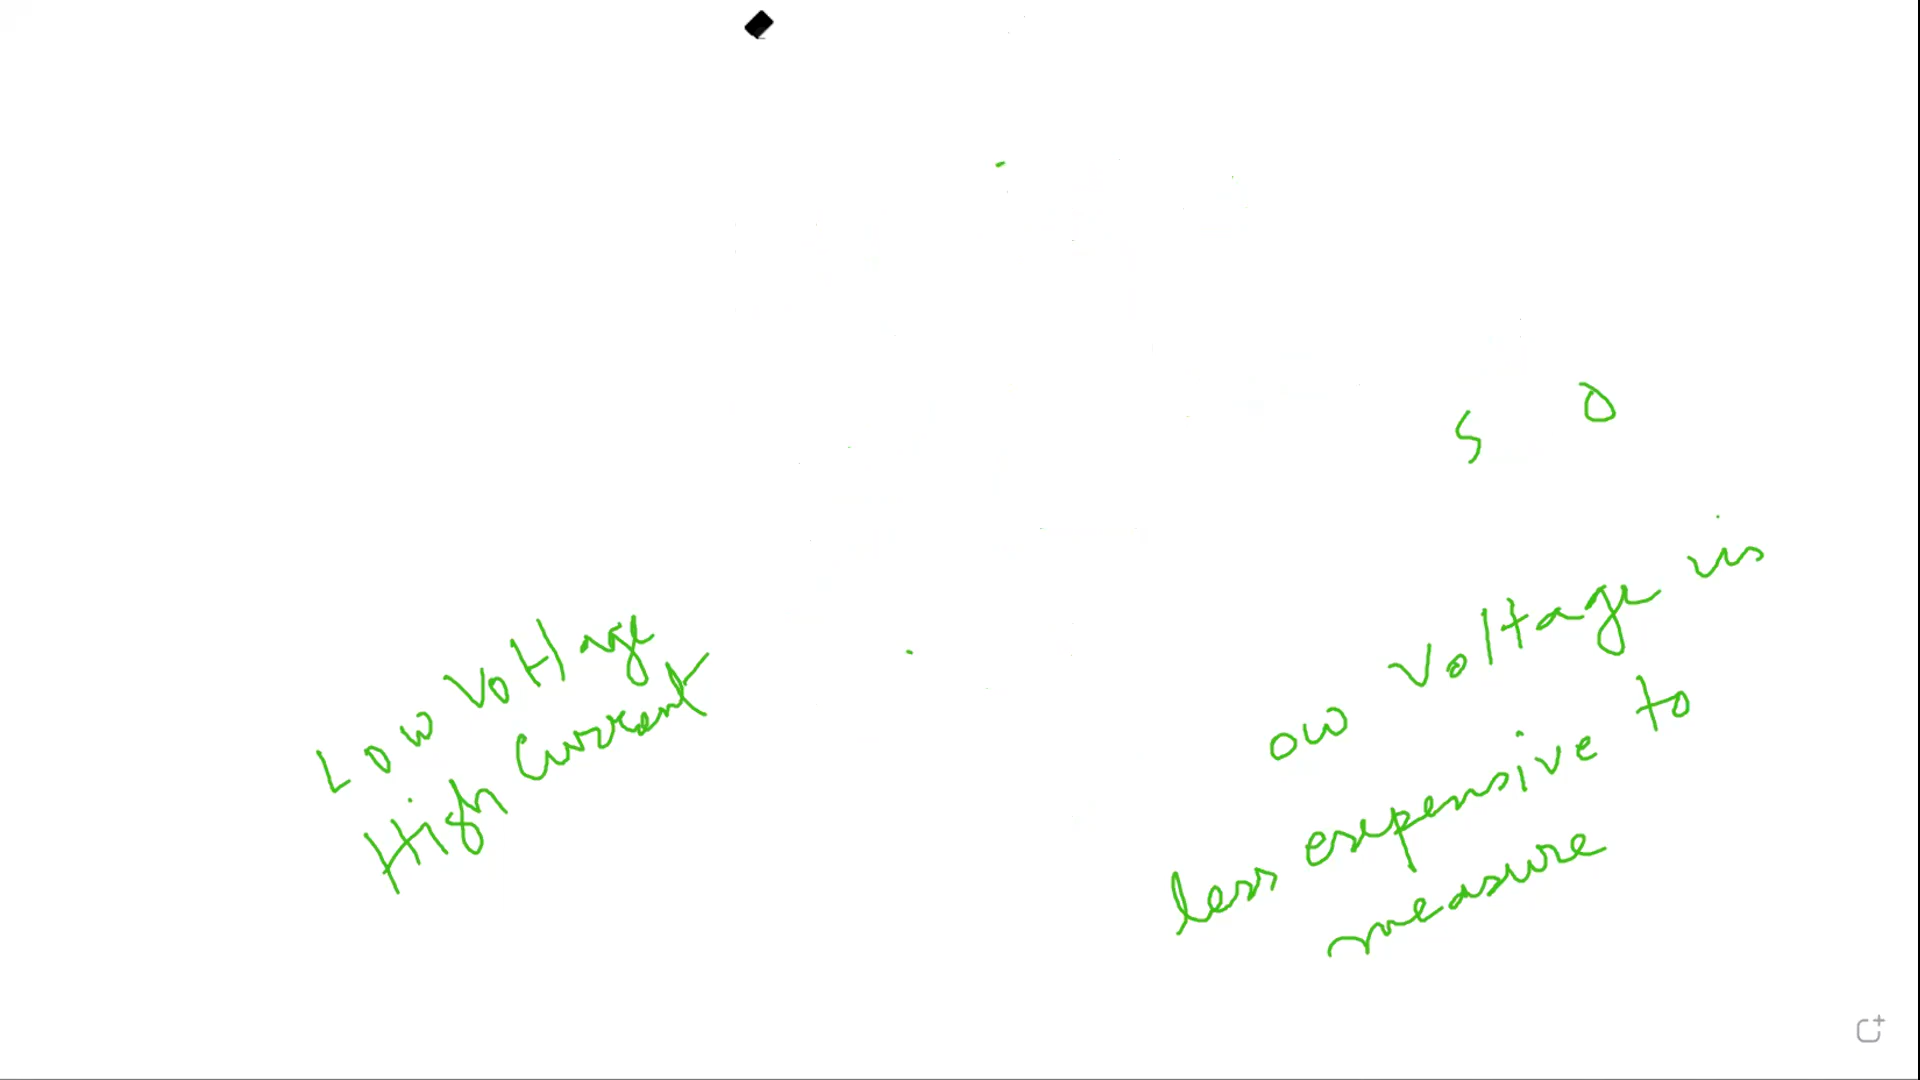 S O
Low Voltage
High Current
ow Voltage is
less expensive to
measure